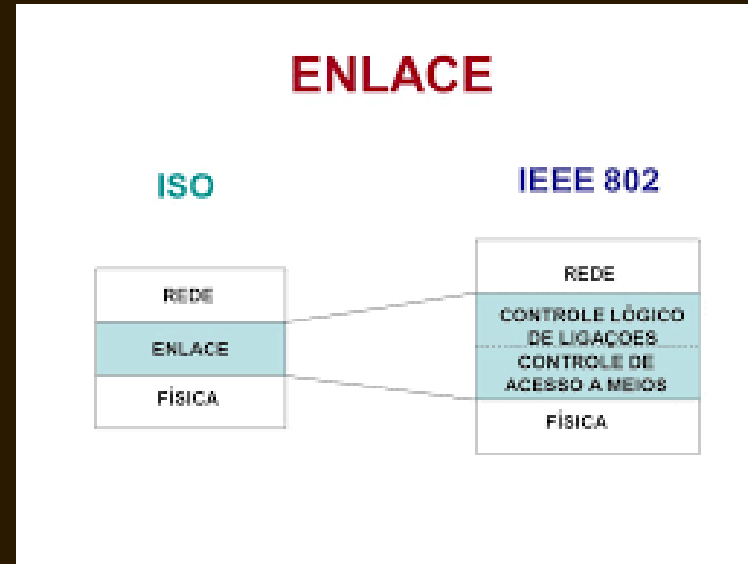 ENLACE
ISO
IEEE 802
REDE
ENLACE
FÍSICA
REDE
CONTROLE LÓGICO
DE LIGAÇOES
CONTROLE DE
ACESSO A MEIOS
FÍSICA